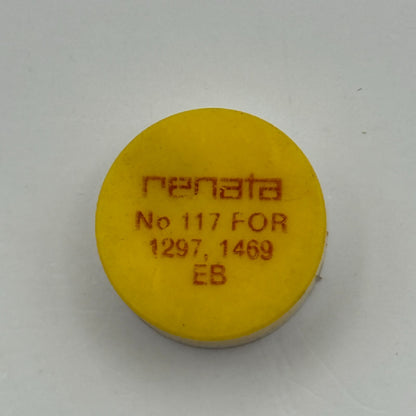 renata
No 117 FOR
1297, 1469
EB